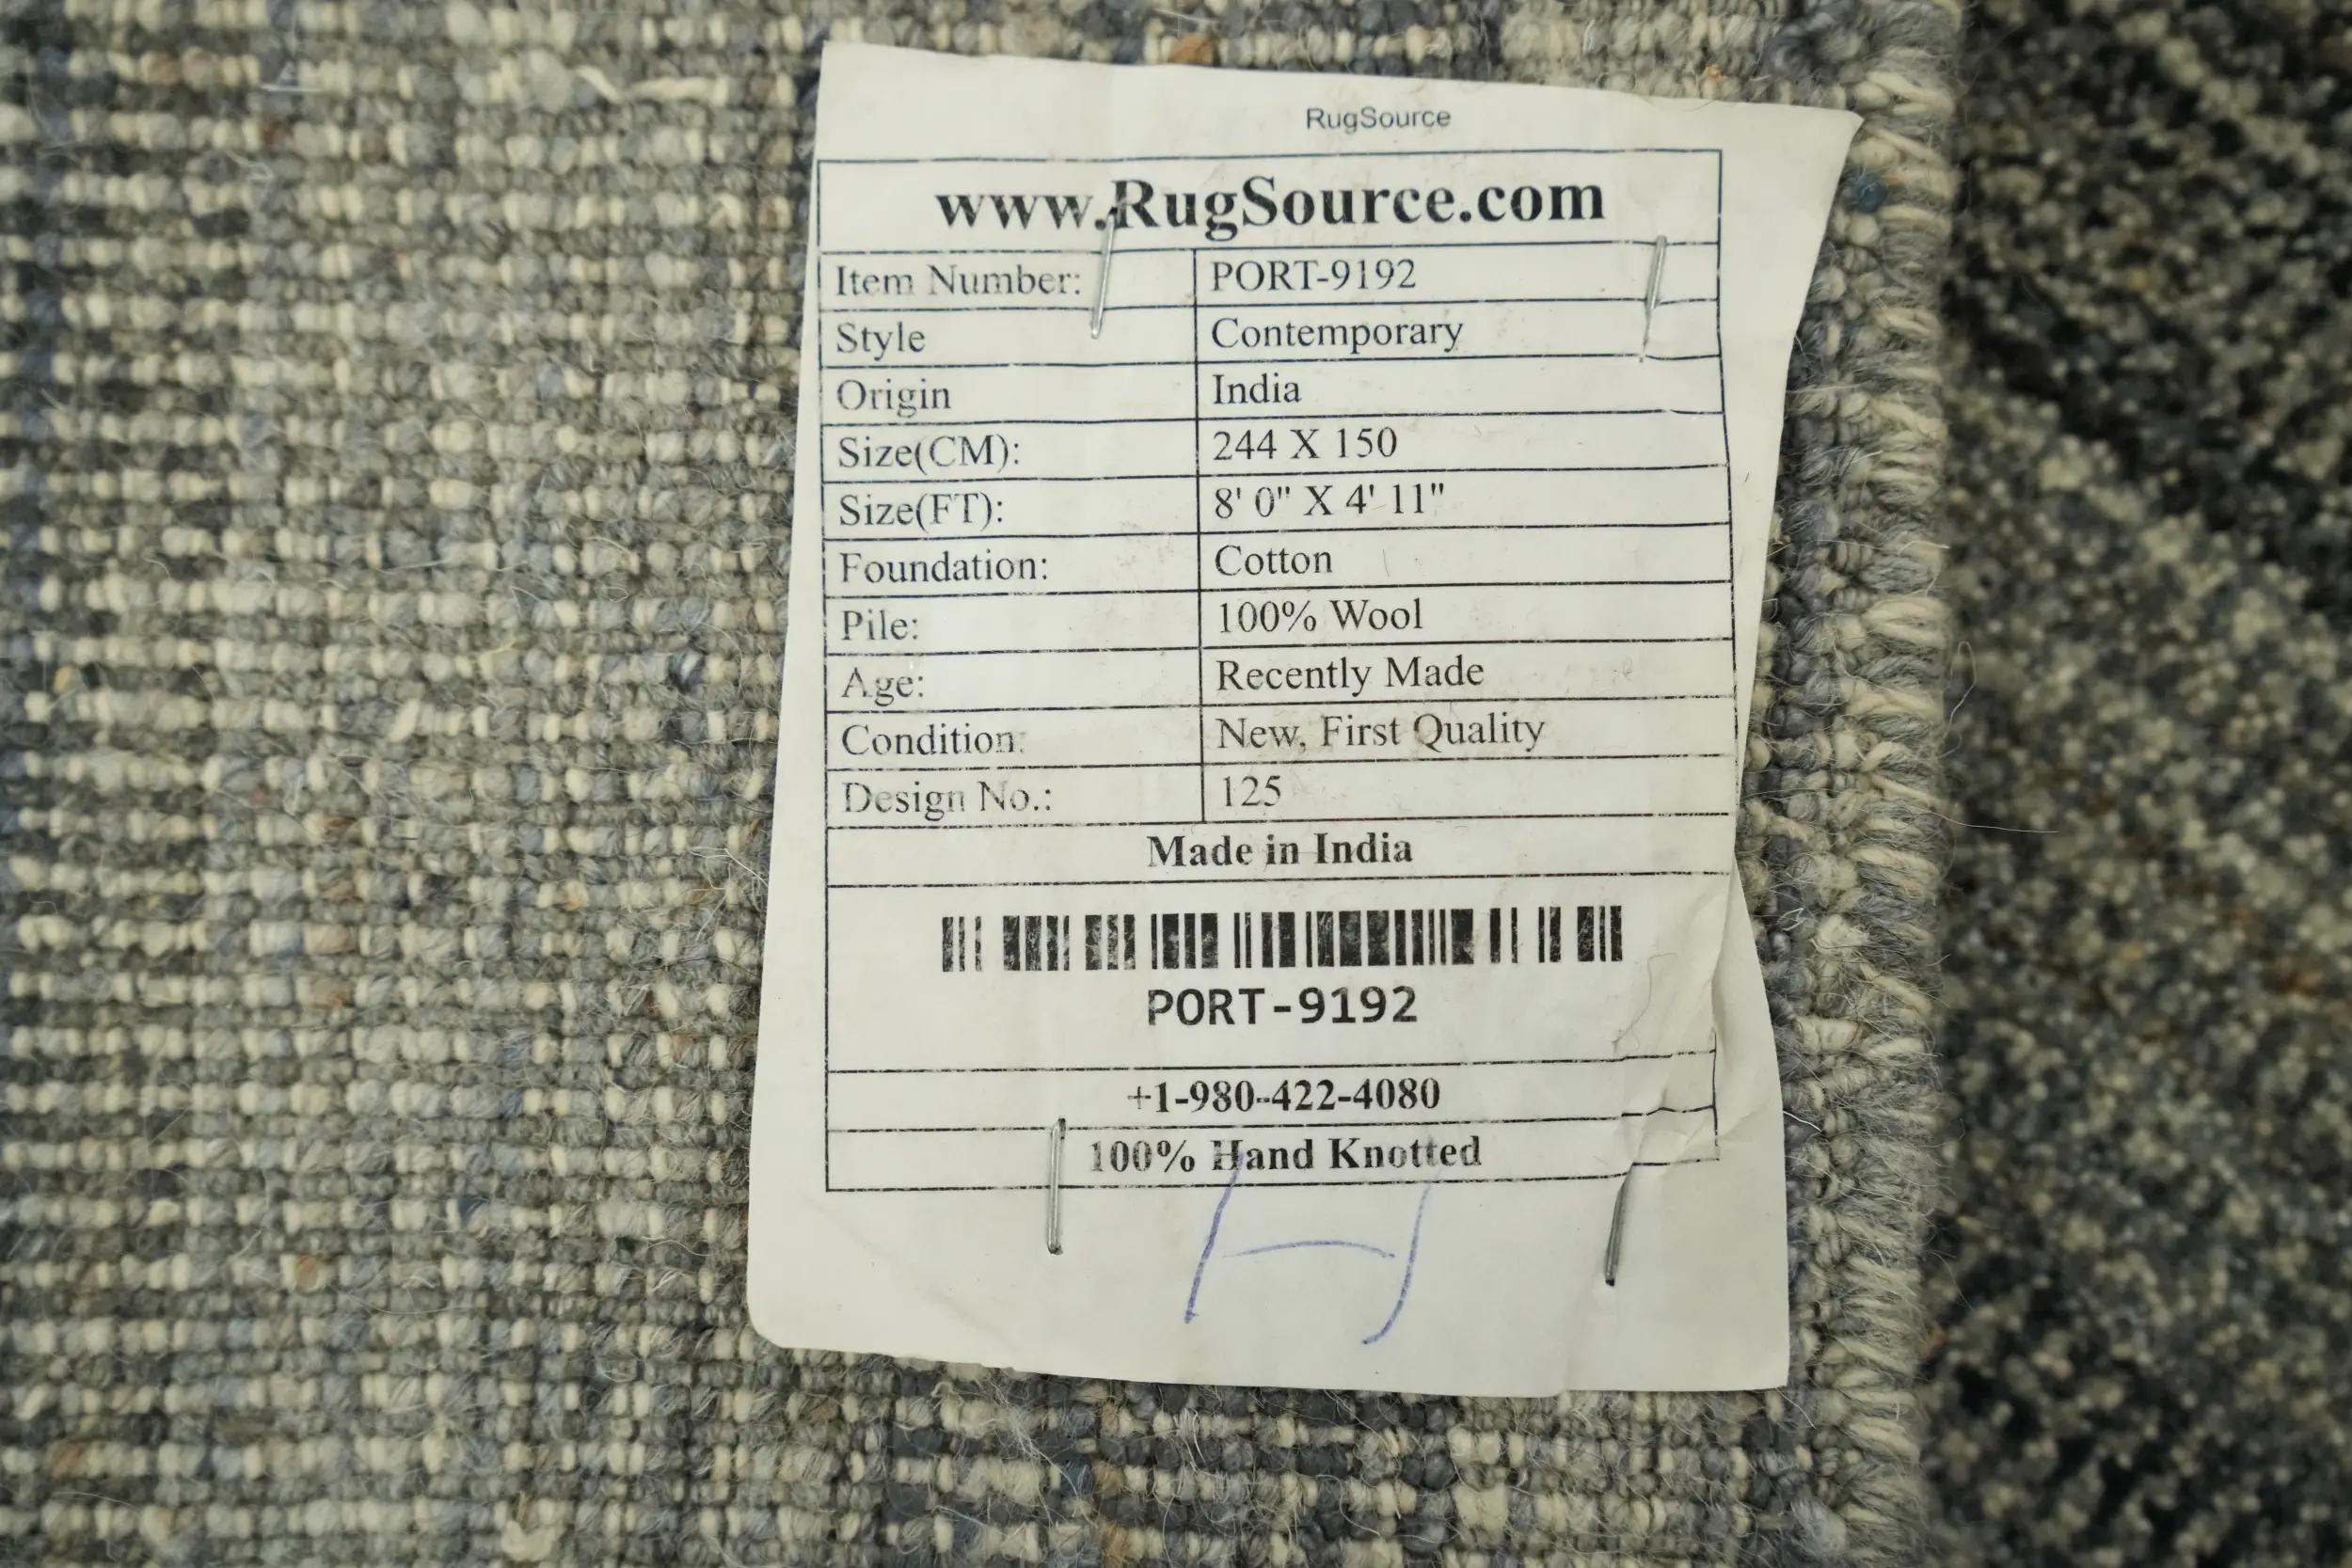 RugSource
www.RugSource.com
Item Number: PORT-9192
Style Contemporary
Origin India
Size(CM): 244 X 150
Size(FT): 8' 0" X 4' 11"
Foundation: Cotton
Pile: 100% Wool
Age: Recently Made
Condition: New, First Quality
Design No.: 125
Made in India
PORT-9192
+1-980-422-4080
100% Hand Knotted
H